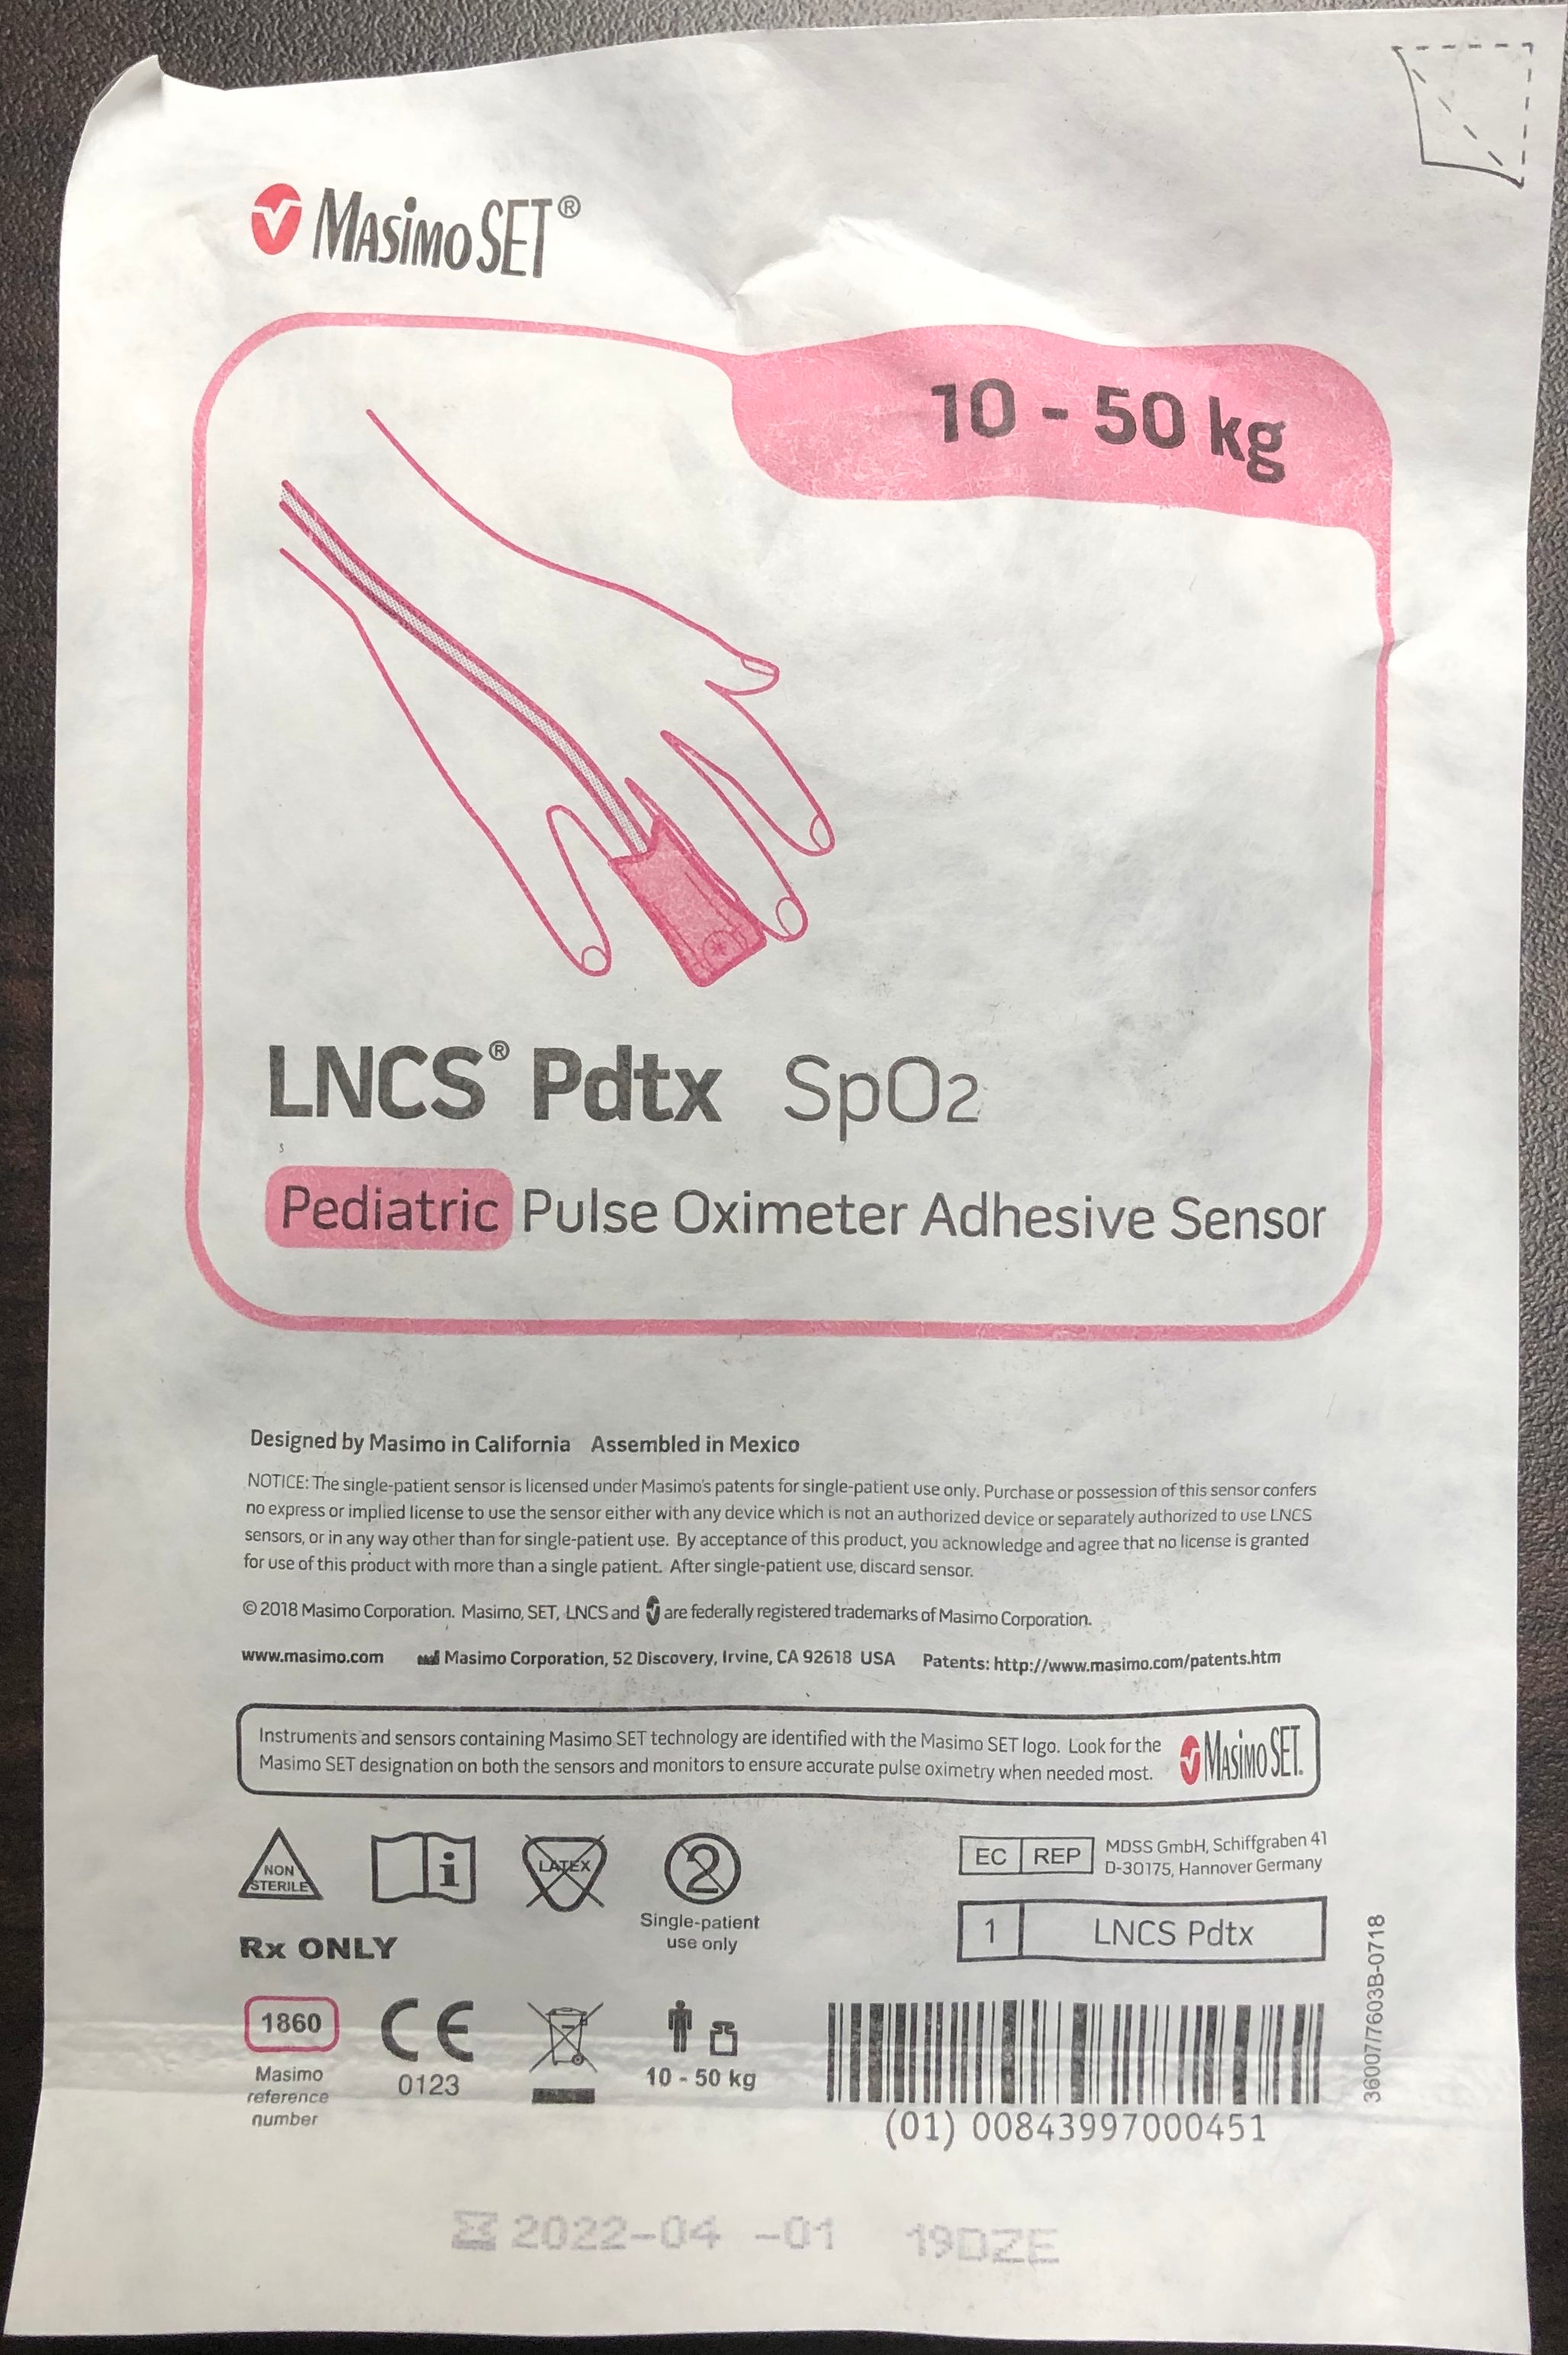 MasimoSET®
10 - 50 kg
LNCS® Pdtx SpO2
Pediatric Pulse Oximeter Adhesive Sensor
Designed by Masimo in California Assembled in Mexico
NOTICE: The single-patient sensor is licensed under Masimo's patents for single-patient use only. Purchase or possession of this sensor confers
no express or implied license to use the sensor either with any device which is not an authorized device or separately authorized to use LNCS
sensors, or in any way other than for single-patient use. By acceptance of this product, you acknowledge and agree that no license is granted
for use of this product with more than a single patient. After single-patient use, discard sensor.
© 2018 Masimo Corporation. Masimo, SET, LNCS and are federally registered trademarks of Masimo Corporation.
www.masimo.com Masimo Corporation, 52 Discovery, Irvine, CA 92618 USA Patents: http://www.masimo.com/patents.htm
Instruments and sensors containing Masimo SET technology are identified with the Masimo SET logo. Look for the
Masimo SET designation on both the sensors and monitors to ensure accurate pulse oximetry when needed most.
MasimoSET.
NON
STERILE
i
LATEX
2
Single-patient
use only
EC REP
MDSS GmbH, Schiffgraben 41
D-30175, Hannover Germany
Rx ONLY
1 LNCS Pdtx
1860
Masimo
reference
number
CE
0123
10 - 50 kg
(01) 00843997000451
36007/7603B-0718
2022-04 -01 19DZE